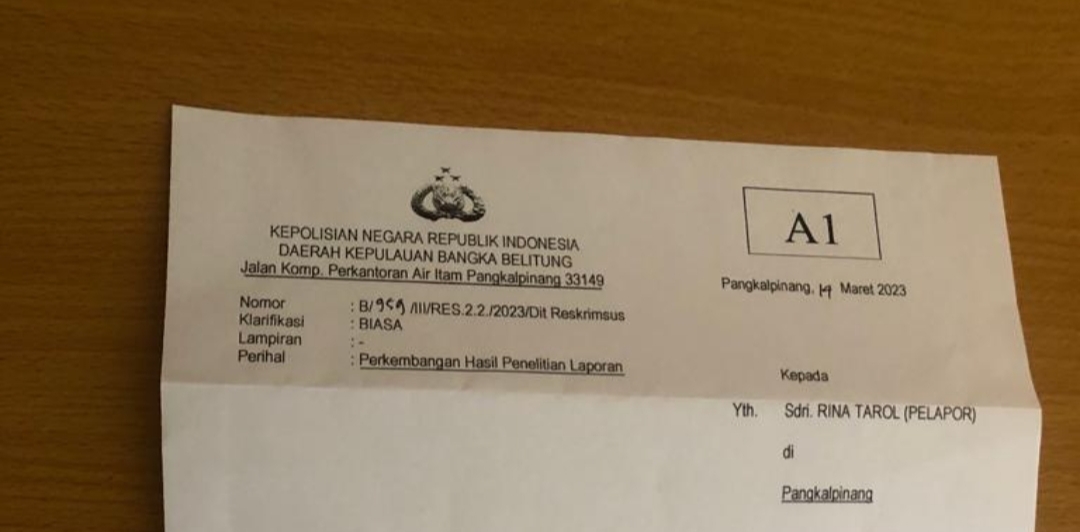 KEPOLISIAN NEGARA REPUBLIK INDONESIA
DAERAH KEPULAUAN BANGKA BELITUNG
Jalan Komp. Perkantoran Air Itam Pangkalpinang 33149
A1
Pangkalpinang, Maret 2023
Nomor : B/ /III/RES.2.2./2023/Dit Reskrimsus
Klarifikasi : BIASA
Lampiran : -
Perihal : Perkembangan Hasil Penelitian Laporan
Kepada
Yth. Sdri. RINA TAROL (PELAPOR)
di
Pangkalpinang